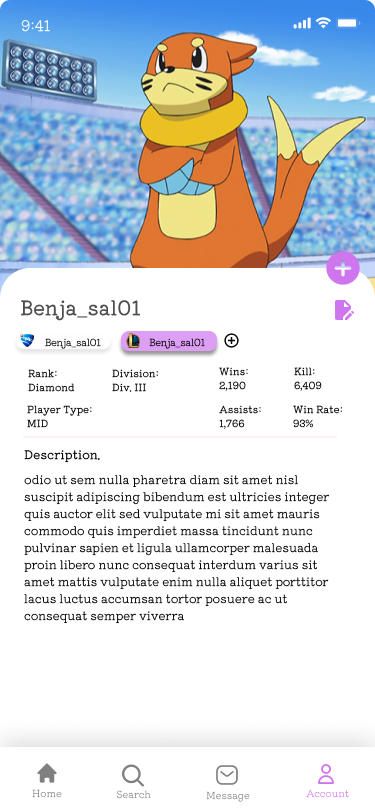 9:41
Benja_sal01
Benja_sal01 Benja_sal01
Rank: Division: Wins: Kill:
Diamond Div. III 2,190 6,409
Player Type: Assists: Win Rate:
MID 1,766 93%
Description.
odio ut sem nulla pharetra diam sit amet nisl
suscipit adipiscing bibendum est ultricies integer
quis auctor elit sed vulputate mi sit amet mauris
commodo quis imperdiet massa tincidunt nunc
pulvinar sapien et ligula ullamcorper malesuada
proin libero nunc consequat interdum varius sit
amet mattis vulputate enim nulla aliquet porttitor
lacus luctus accumsan tortor posuere ac ut
consequat semper viverra
Home Search Message Account